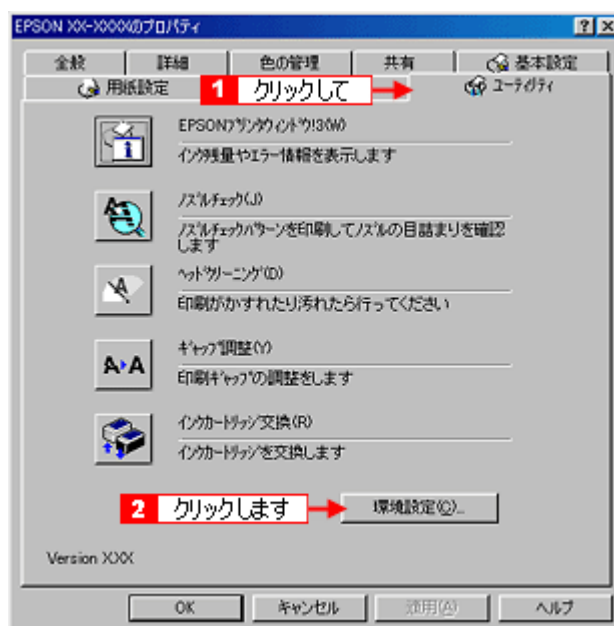 EPSON XX-XXXXのプロパティ
全般 詳細 色の管理 共有 基本設定
用紙設定 1 クリックして ユーティリティ
EPSONプリンタウィンドウ!3(W)
インク残量やエラー情報を表示します
ノズルチェック(J)
ノズルチェックパターンを印刷してノズルの目詰まりを確認
します
ヘッドクリーニング(D)
印刷がかすれたり汚れたら行ってください
ギャップ調整(Y)
印刷ギャップの調整をします
インクカートリッジ交換(R)
インクカートリッジを交換します
2 クリックします 環境設定(C)...
Version XXX
OK キャンセル 適用(A) ヘルプ